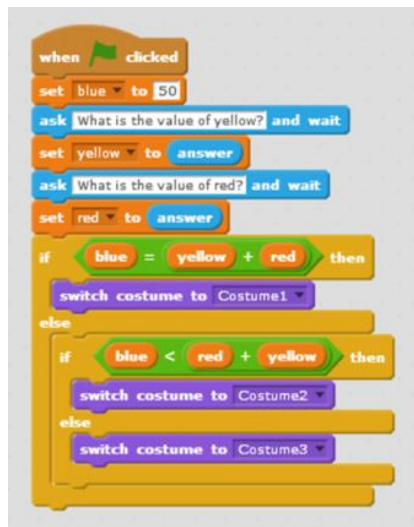 when clicked
set blue to 50
ask What is the value of yellow? and wait
set yellow to answer
ask What is the value of red? and wait
set red to answer
if blue = yellow + red then
switch costume to Costume1
else
if blue < red + yellow then
switch costume to Costume2
else
switch costume to Costume3